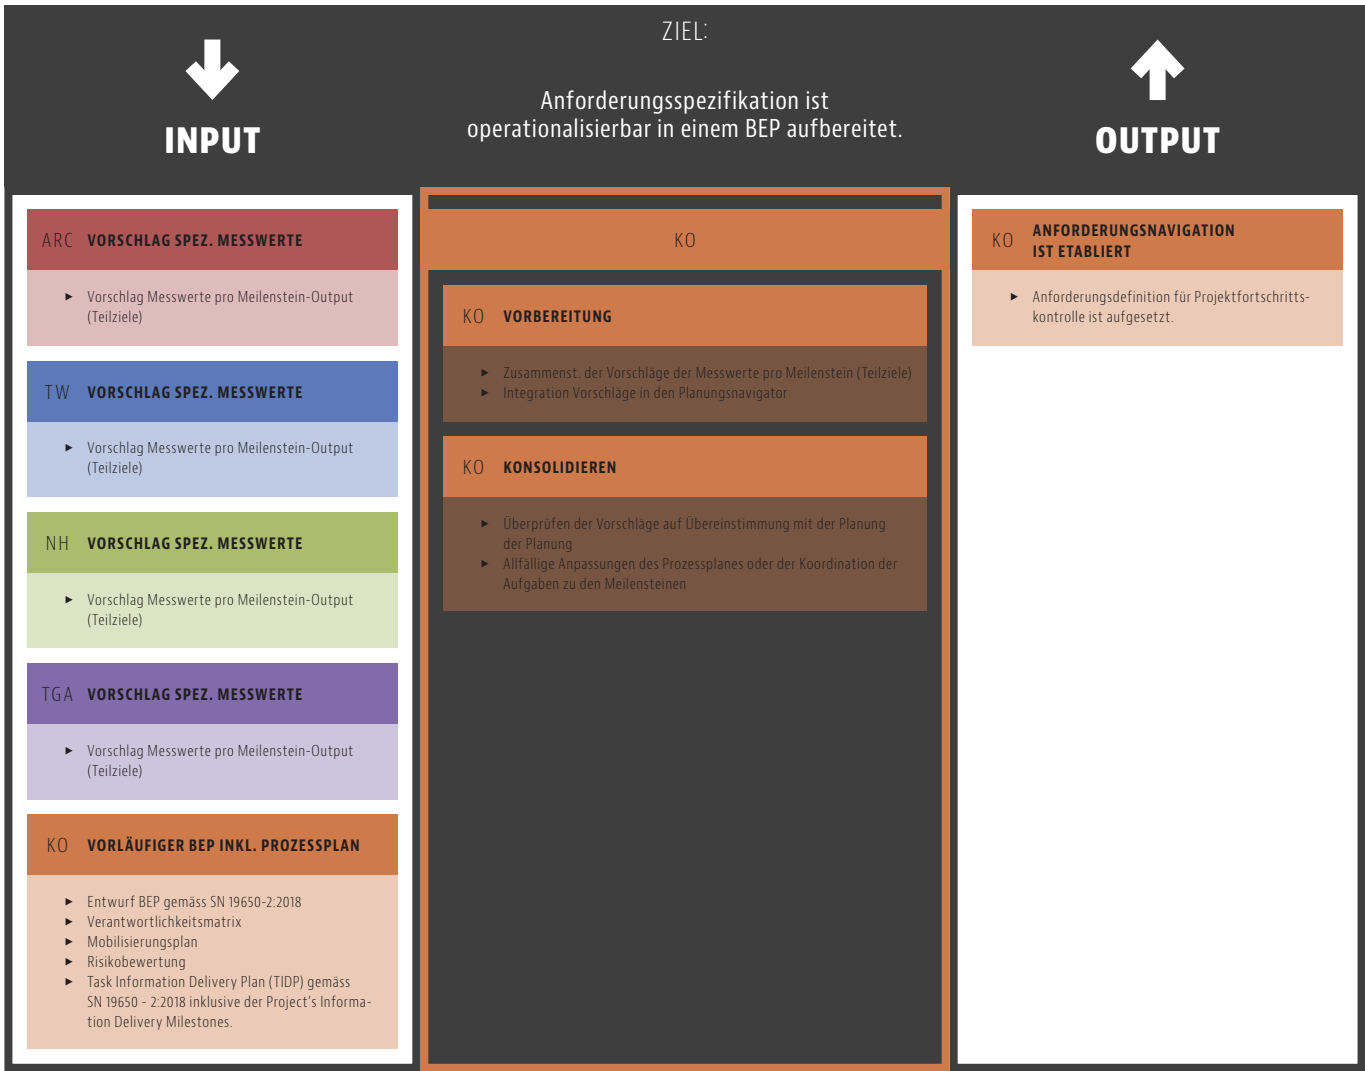 INPUT
ZIEL:
Anforderungsspezifikation ist
operationalisierbar in einem BEP aufbereitet.
OUTPUT
ARC VORSCHLAG SPEZ. MESSWERTE
► Vorschlag Messwerte pro Meilenstein-Output
(Teilziele)
TW VORSCHLAG SPEZ. MESSWERTE
► Vorschlag Messwerte pro Meilenstein-Output
(Teilziele)
NH VORSCHLAG SPEZ. MESSWERTE
► Vorschlag Messwerte pro Meilenstein-Output
(Teilziele)
TGA VORSCHLAG SPEZ. MESSWERTE
► Vorschlag Messwerte pro Meilenstein-Output
(Teilziele)
KO VORLÄUFIGER BEP INKL. PROZESSPLAN
► Entwurf BEP gemäss SN 19650-2:2018
► Verantwortlichkeitsmatrix
► Mobilisierungsplan
► Risikobewertung
► Task Information Delivery Plan (TIDP) gemäss
SN 19650 - 2:2018 inklusive der Project's Informa-
tion Delivery Milestones.
KO
KO VORBEREITUNG
► Zusammenst. der Vorschläge der Messwerte pro Meilenstein (Teilziele)
► Integration Vorschläge in den Planungsnavigator
KO KONSOLIDIEREN
► Überprüfen der Vorschläge auf Übereinstimmung mit der Planung
der Planung
► Allfällige Anpassungen des Prozessplanes oder der Koordination der
Aufgaben zu den Meilensteinen
KO ANFORDERUNGSNAVIGATION
IST ETABLIERT
► Anforderungsdefinition für Projektfortschritts-
kontrolle ist aufgesetzt.